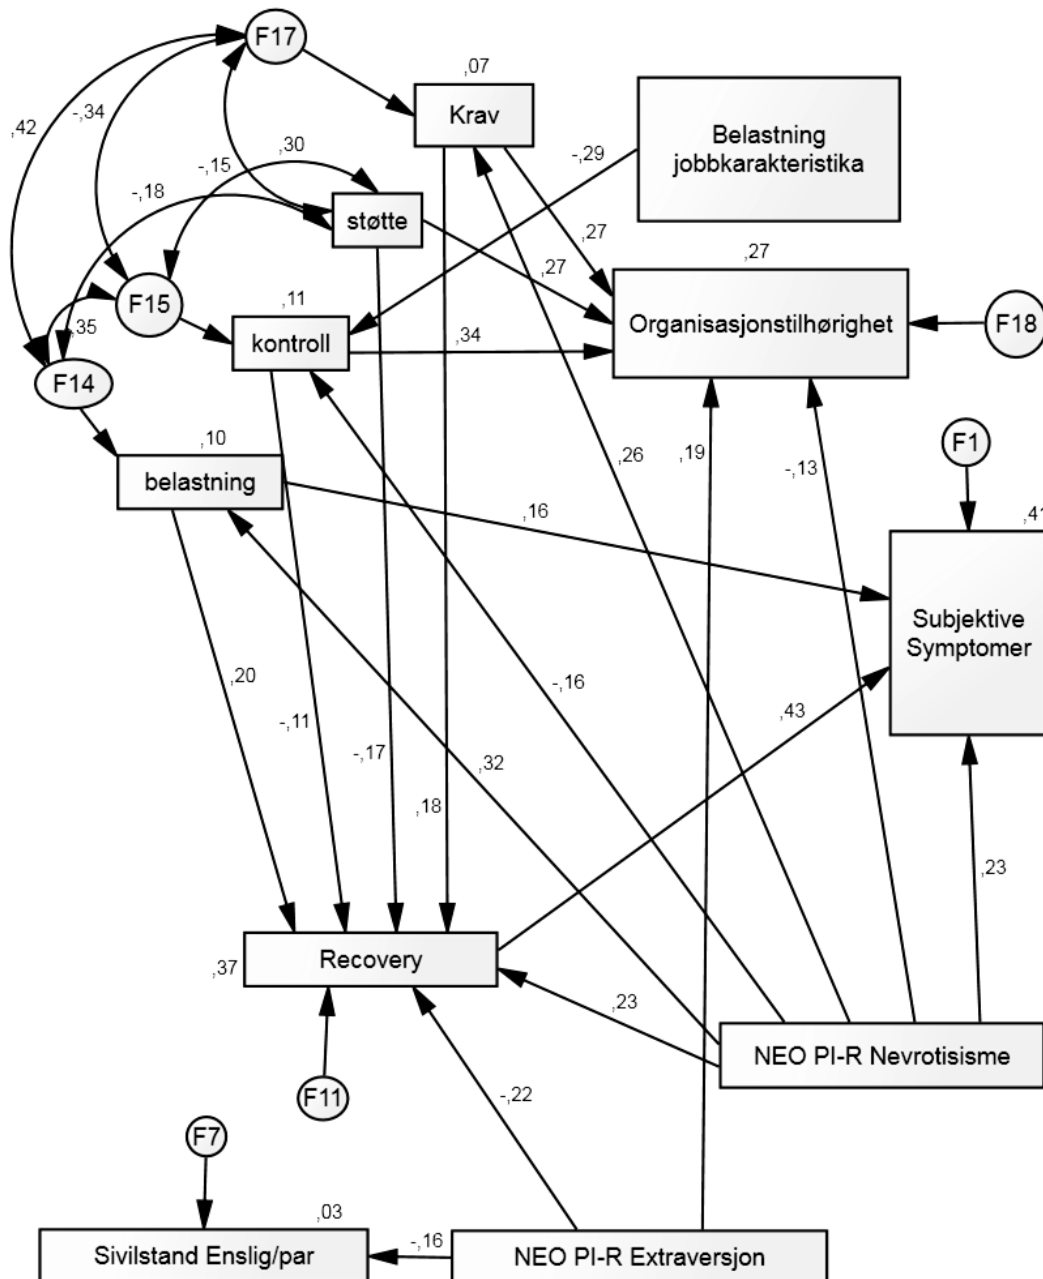 F17
,07
Krav
Belastning
jobbkarakteristika
,42
-,34
-,15
,30
-,29
-,18
støtte
,27
,27
,27
F15
,11
Organisasjonstilhørighet
F18
,35
kontroll
,34
F14
,10
,26
,19
-,13
F1
belastning
,16
,41
Subjektive
Symptomer
,20
-,11
-,16
,43
-,17
,32
,18
,23
Recovery
,37
,23
NEO PI-R Nevrotisisme
F11
-,22
F7
,03
Sivilstand Enslig/par
-,16
NEO PI-R Extraversjon